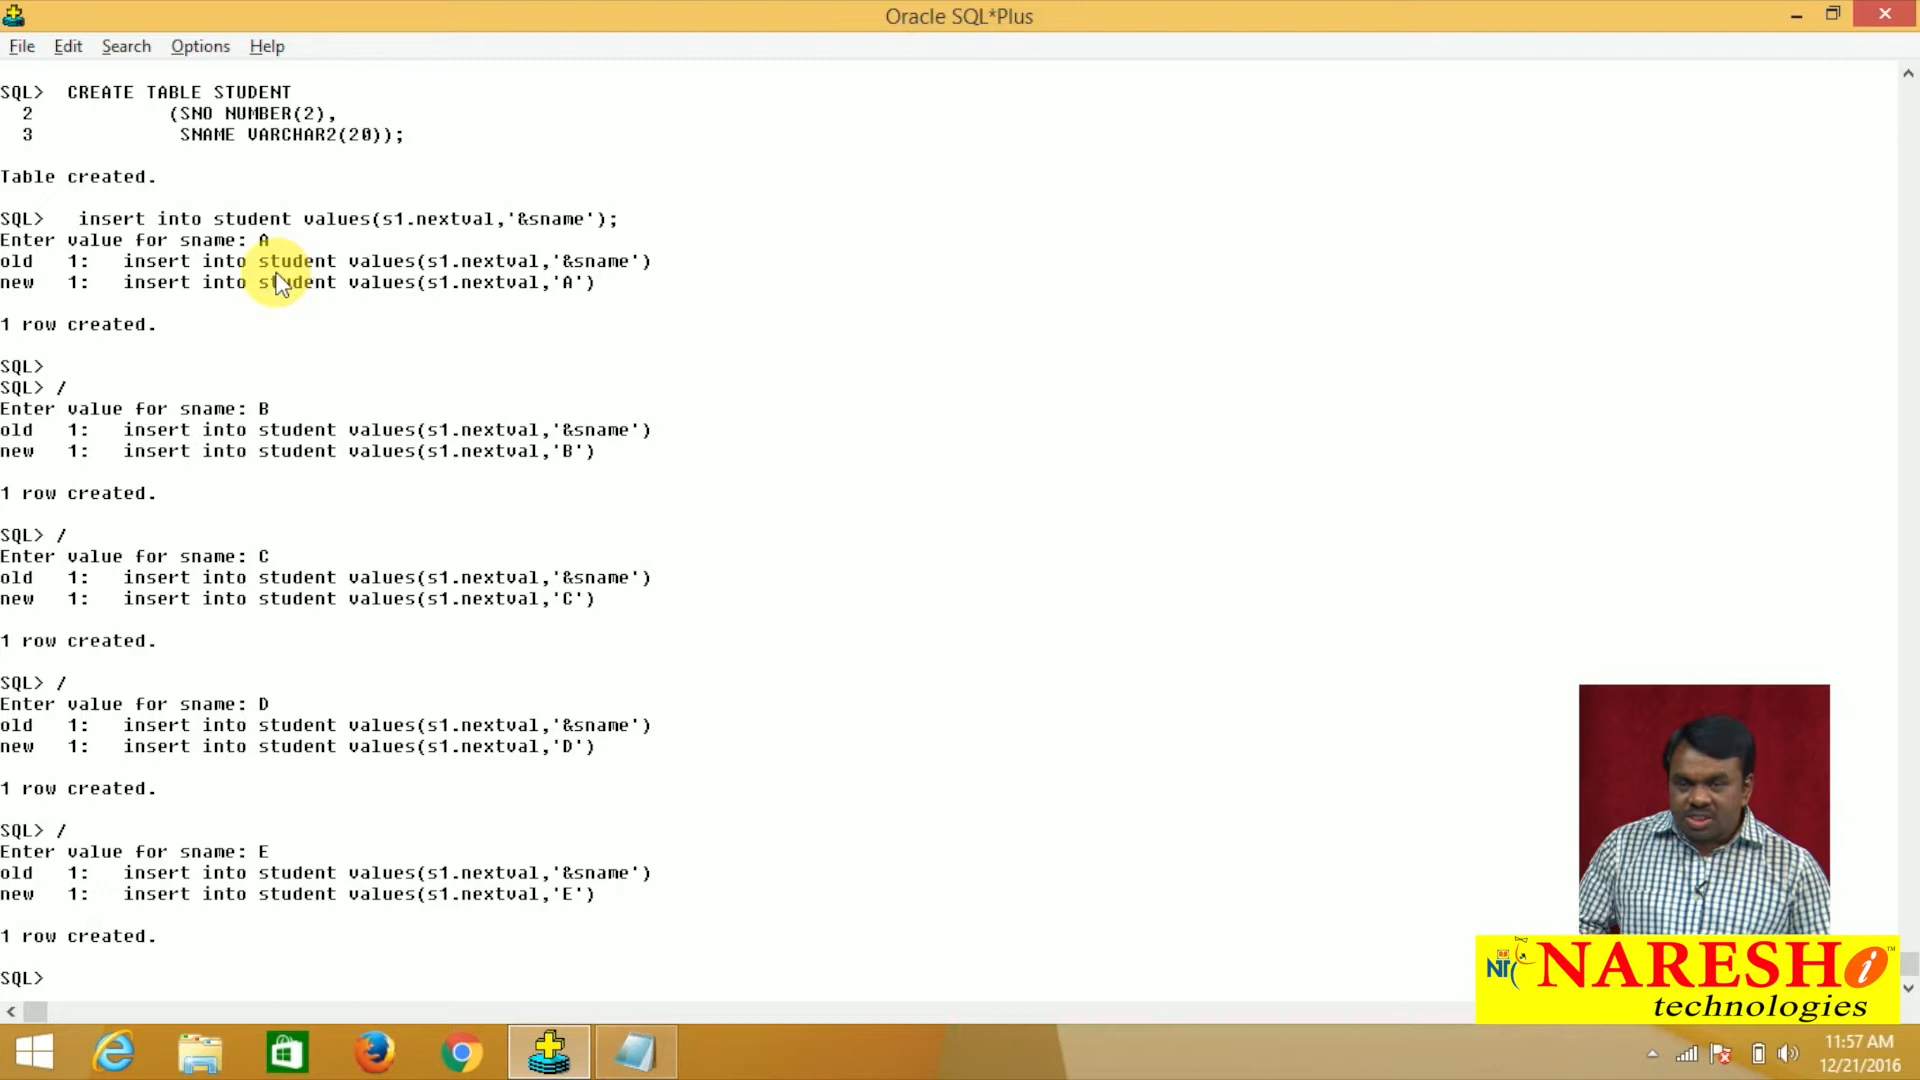 Oracle SQL*Plus
File Edit Search Options Help
SQL> CREATE TABLE STUDENT
2 (SNO NUMBER(2),
3 SNAME VARCHAR2(20));
Table created.
SQL> insert into student values(s1.nextval,'&sname');
Enter value for sname: A
old 1: insert into student values(s1.nextval,'&sname')
new 1: insert into student values(s1.nextval,'A')
1 row created.
SQL>
SQL> /
Enter value for sname: B
old 1: insert into student values(s1.nextval,'&sname')
new 1: insert into student values(s1.nextval,'B')
1 row created.
SQL> /
Enter value for sname: C
old 1: insert into student values(s1.nextval,'&sname')
new 1: insert into student values(s1.nextval,'C')
1 row created.
SQL> /
Enter value for sname: D
old 1: insert into student values(s1.nextval,'&sname')
new 1: insert into student values(s1.nextval,'D')
1 row created.
SQL> /
Enter value for sname: E
old 1: insert into student values(s1.nextval,'&sname')
new 1: insert into student values(s1.nextval,'E')
1 row created.
SQL>
NARESH i ™
technologies
11:57 AM
12/21/2016